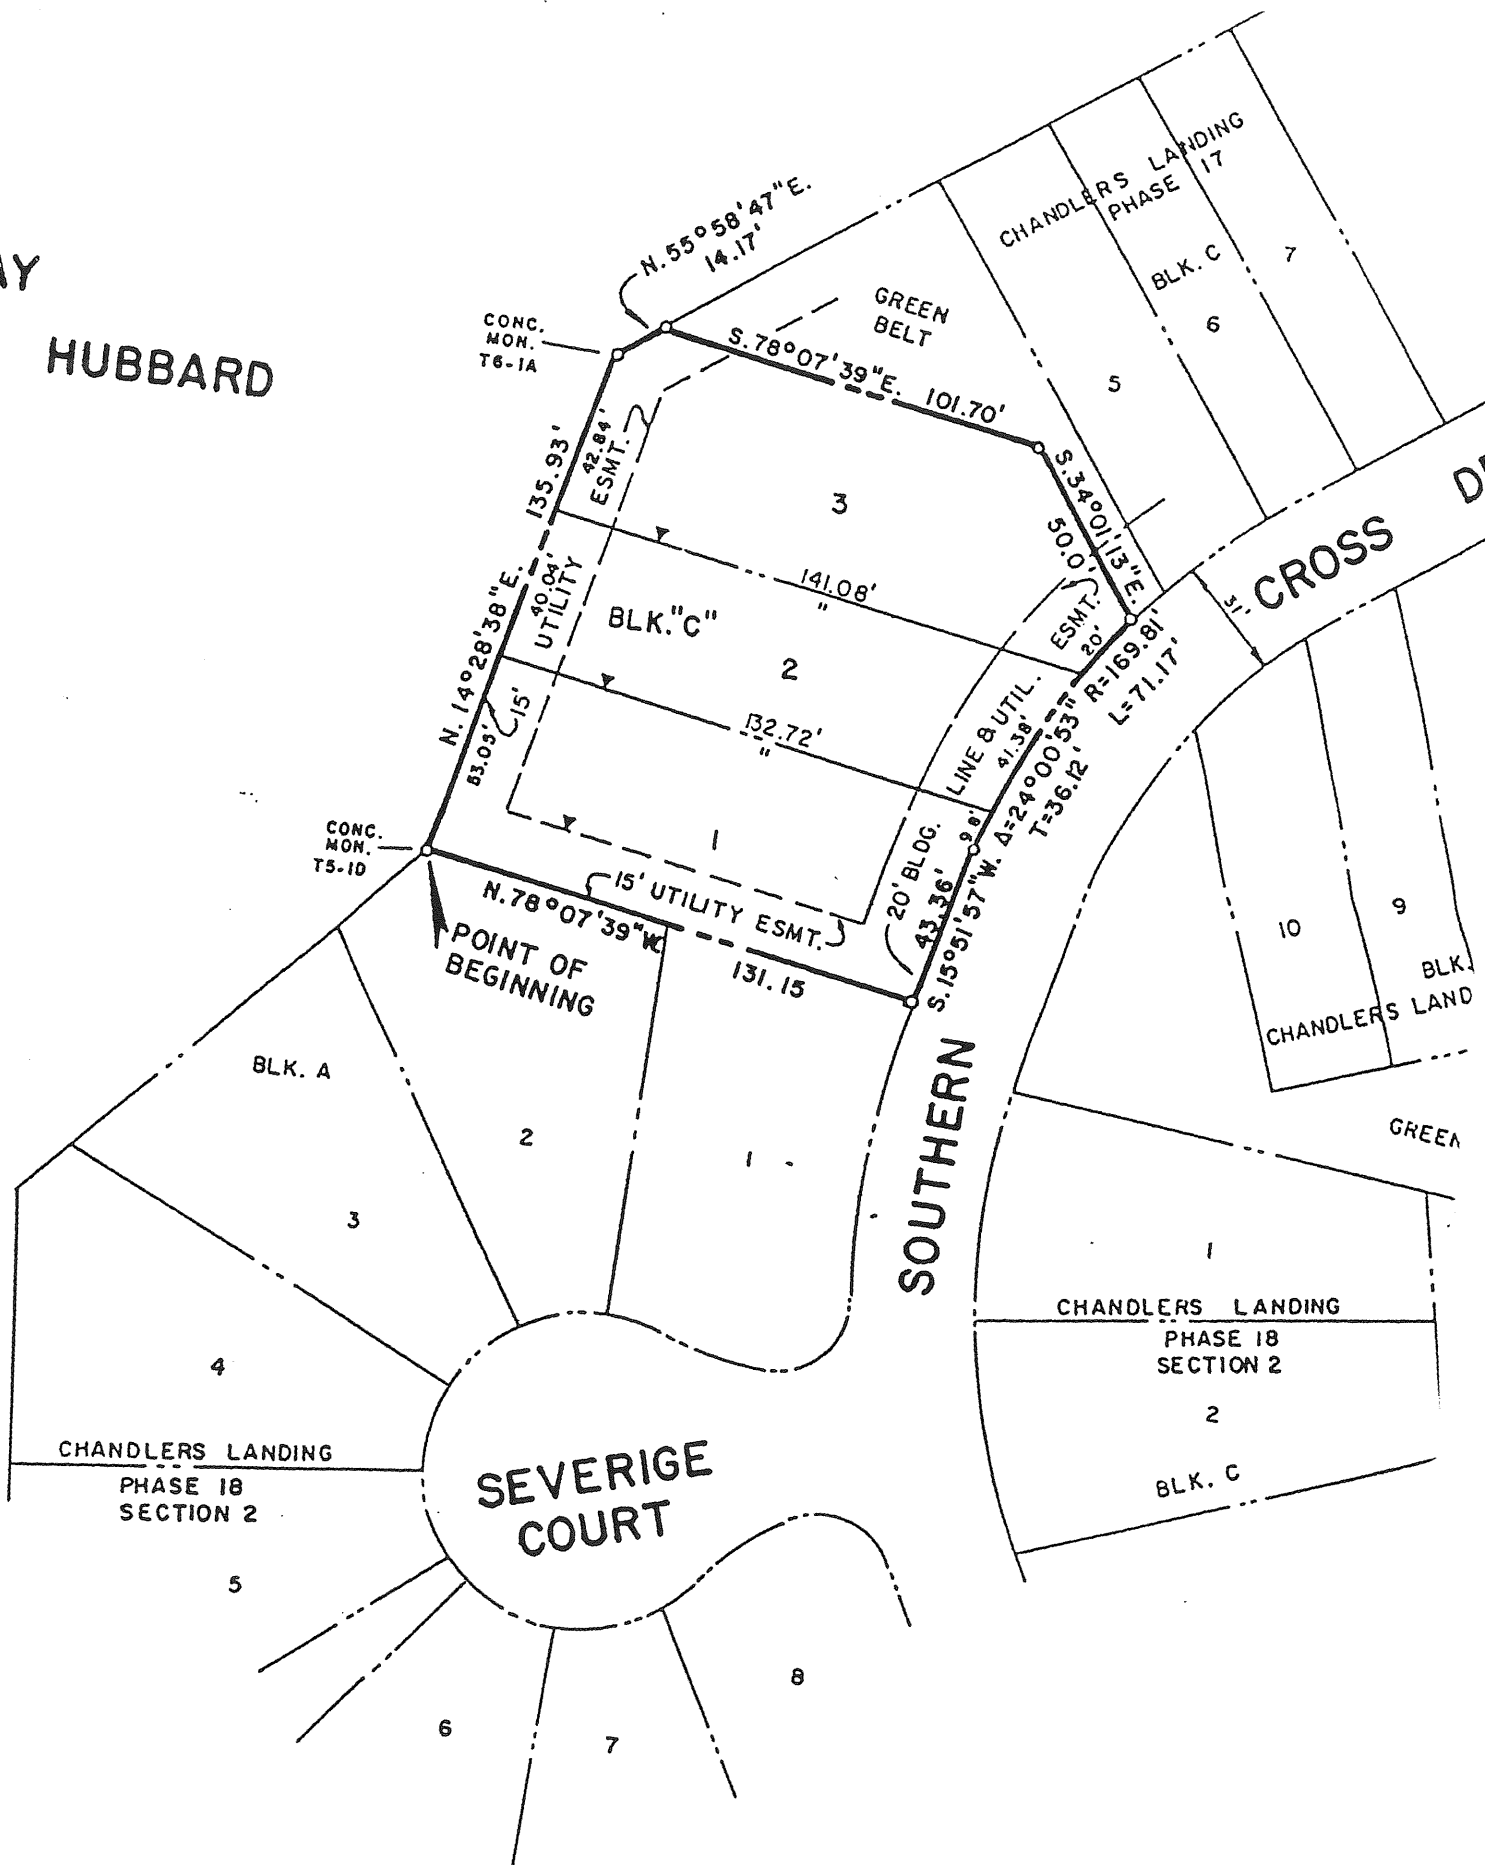 AY
HUBBARD
N. 55°58'47"E.
14.17'
CONC.
MON.
T6-1A
GREEN
BELT
S. 78°07'39"E. 101.70'
CHANDLERS LANDING
PHASE 17
BLK. C
5
6
7
S. 34°01'13"E.
50.0'
CROSS
31'
N. 14°28'38"E. 135.93'
42.84'
ESMT.
40.04'
UTILITY
15'
53.05'
3
141.08'
"
BLK. "C"
2
132.72'
"
1
ESMT.
20'
LINE & UTIL.
41.38'
20' BLDG.
9.8'
43.36'
S. 15°51'57"W. Δ=24°00'53" R=169.81'
T=36.12' L=71.17'
CONC.
MON.
T5-1D
15' UTILITY ESMT.
N. 78°07'39"W.
131.15
POINT OF
BEGINNING
10
9
BLK.
CHANDLERS LAND
GREEN
BLK. A
2
1
3
4
SOUTHERN
1
CHANDLERS LANDING
PHASE 18
SECTION 2
2
BLK. C
CHANDLERS LANDING
PHASE 18
SECTION 2
5
SEVERIGE
COURT
6
7
8